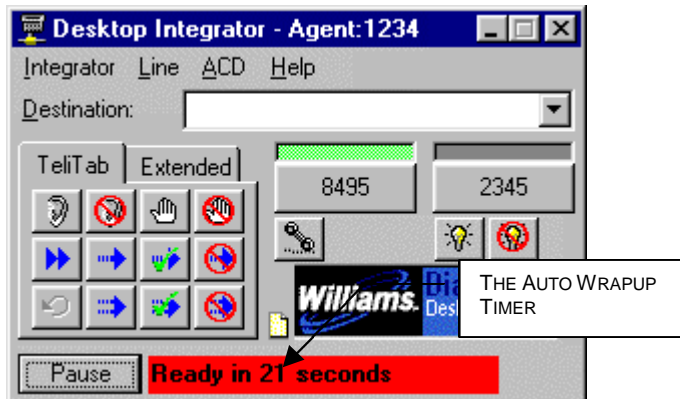 Desktop Integrator - Agent:1234
Integrator Line ACD Help
Destination:
TeliTab Extended
8495 2345
Williams.
THE AUTO WRAPUP
TIMER
Pause Ready in 21 seconds